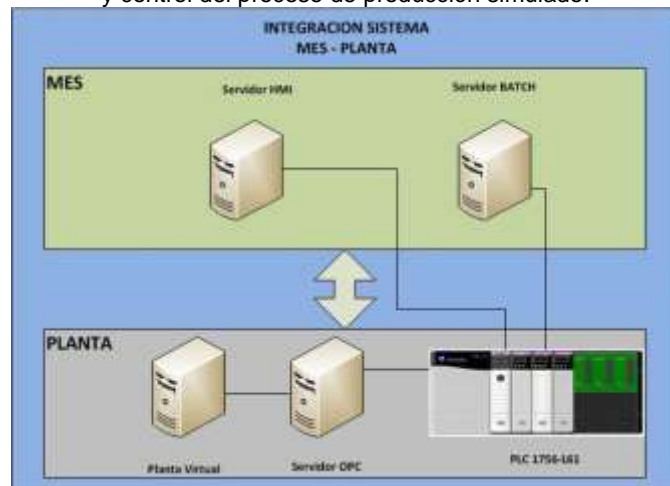 y control del proceso de producción simulado.
INTEGRACION SISTEMA
MES - PLANTA
MES
Servidor HMI
Servidor BATCH
PLANTA
Planta Virtual
Servidor OPC
PLC 1756-L61